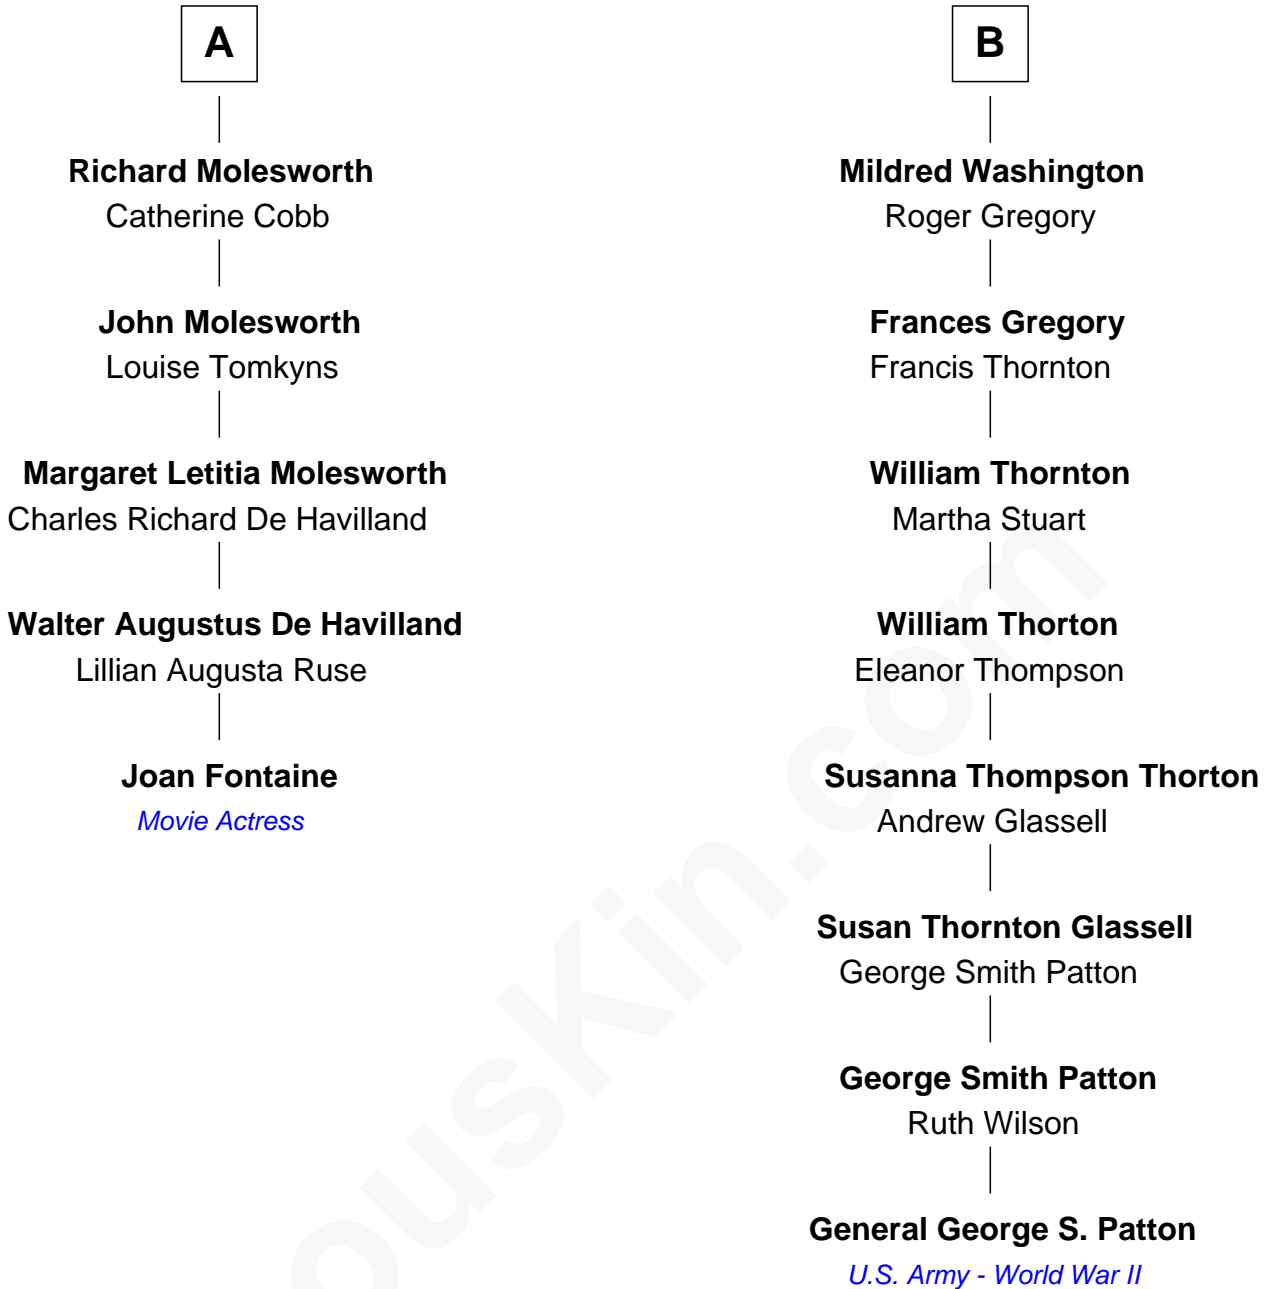 A
Richard Molesworth
Catherine Cobb
John Molesworth
Louise Tomkyns
Margaret Letitia Molesworth
Charles Richard De Havilland
Walter Augustus De Havilland
Lillian Augusta Ruse
Joan Fontaine
Movie Actress
B
Mildred Washington
Roger Gregory
Frances Gregory
Francis Thornton
William Thornton
Martha Stuart
William Thorton
Eleanor Thompson
Susanna Thompson Thorton
Andrew Glassell
Susan Thornton Glassell
George Smith Patton
George Smith Patton
Ruth Wilson
General George S. Patton
U.S. Army - World War II
ousKin.com